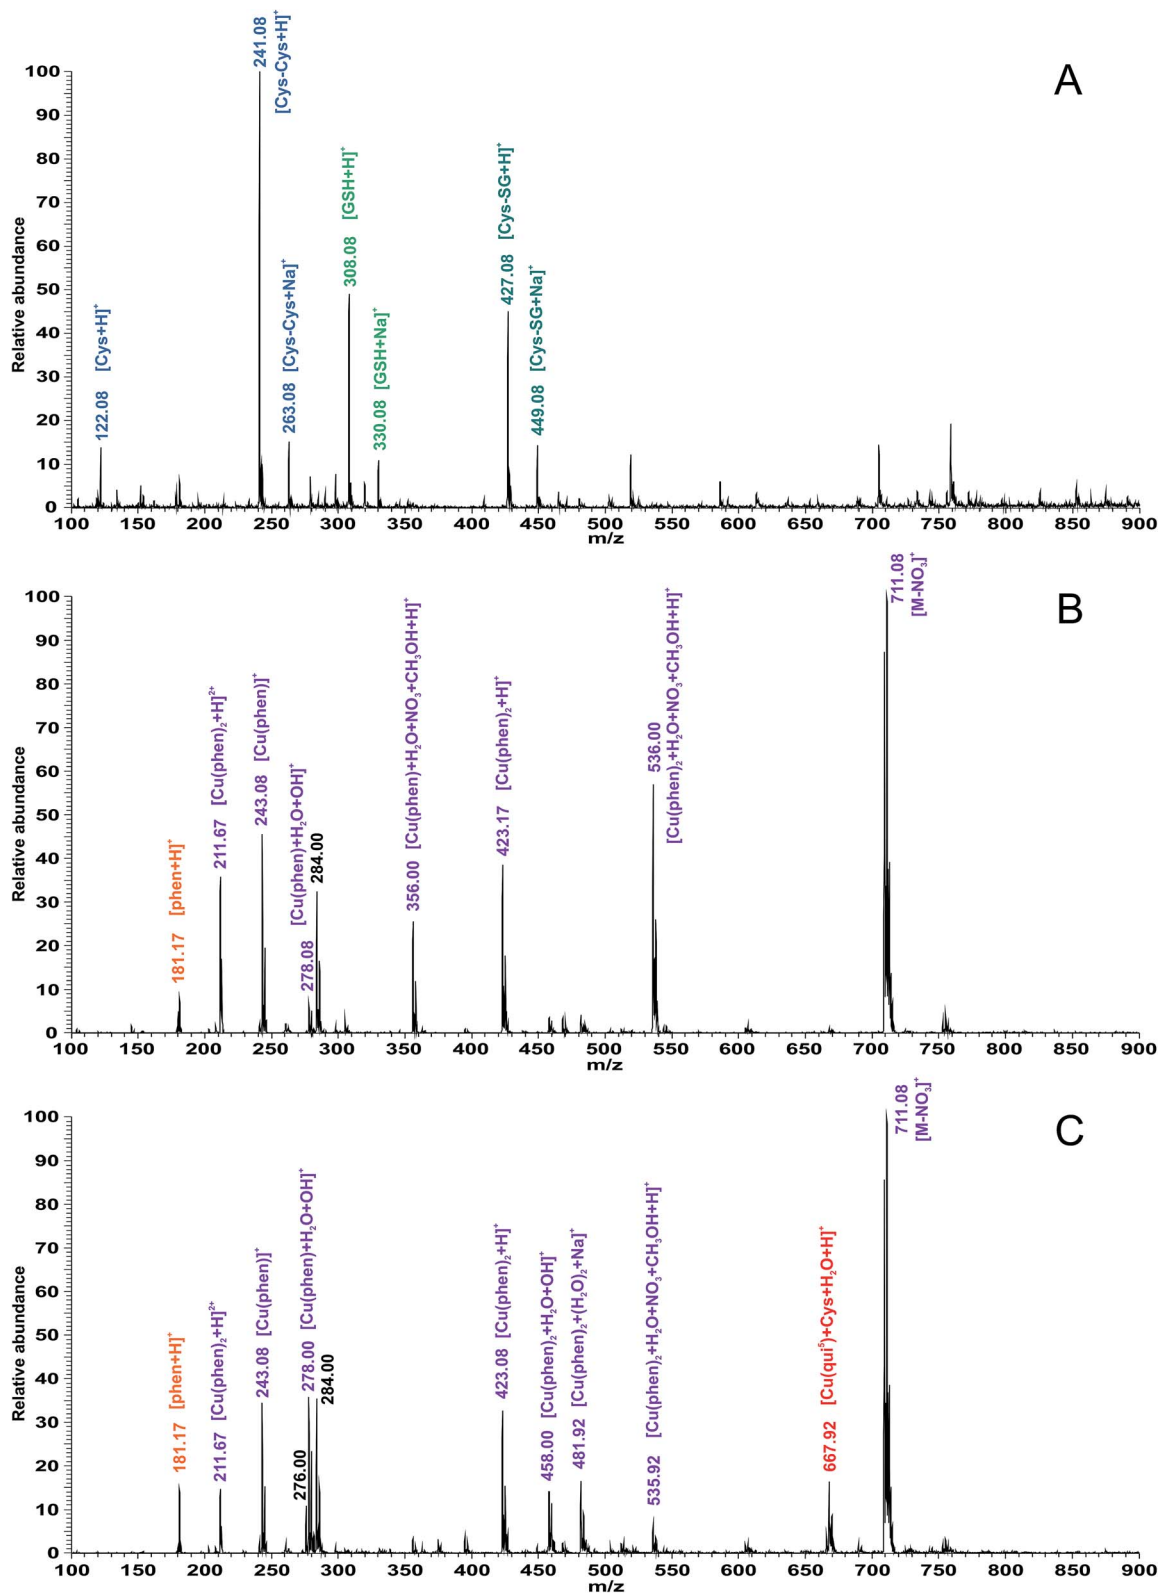 A
Relative abundance
100
90
80
70
60
50
40
30
20
10
0
122.08 [Cys+H]⁺
241.08
[Cys-Cys+H]⁺
263.08 [Cys-Cys+Na]⁺
308.08 [GSH+H]⁺
330.08 [GSH+Na]⁺
427.08 [Cys-SG+H]⁺
449.08 [Cys-SG+Na]⁺
100 150 200 250 300 350 400 450 500 550 600 650 700 750 800 850 900
m/z
B
Relative abundance
100
90
80
70
60
50
40
30
20
10
0
181.17 [phen+H]⁺
211.67 [Cu(phen)₂+H]²⁺
243.08 [Cu(phen)]⁺
278.08
[Cu(phen)+H₂O+OH]⁺
284.00
356.00 [Cu(phen)+H₂O+NO₃+CH₃OH+H]⁺
423.17 [Cu(phen)₂+H]⁺
536.00
[Cu(phen)₂+H₂O+NO₃+CH₃OH+H]⁺
711.08
[M-NO₃]⁺
100 150 200 250 300 350 400 450 500 550 600 650 700 750 800 850 900
m/z
C
Relative abundance
100
90
80
70
60
50
40
30
20
10
0
181.17 [phen+H]⁺
211.67 [Cu(phen)₂+H]²⁺
243.08 [Cu(phen)]⁺
276.00
278.00 [Cu(phen)+H₂O+OH]⁺
284.00
423.08 [Cu(phen)₂+H]⁺
458.00 [Cu(phen)₂+H₂O+OH]⁺
481.92 [Cu(phen)₂+(H₂O)₂+Na]⁺
535.92 [Cu(phen)₂+H₂O+NO₃+CH₃OH+H]⁺
667.92 [Cu(qui⁵)+Cys+H₂O+H]⁺
711.08
[M-NO₃]⁺
100 150 200 250 300 350 400 450 500 550 600 650 700 750 800 850 900
m/z